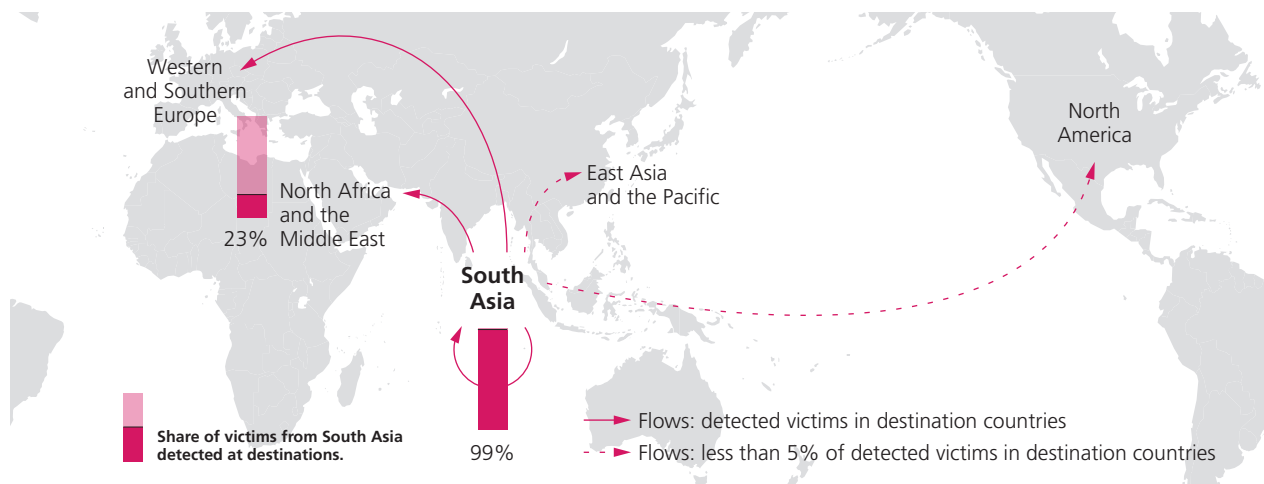 Western
and Southern
Europe
North
America
East Asia
and the Pacific
North Africa
and the
Middle East
23%
South
Asia
Share of victims from South Asia
detected at destinations.
99%
Flows: detected victims in destination countries
Flows: less than 5% of detected victims in destination countries